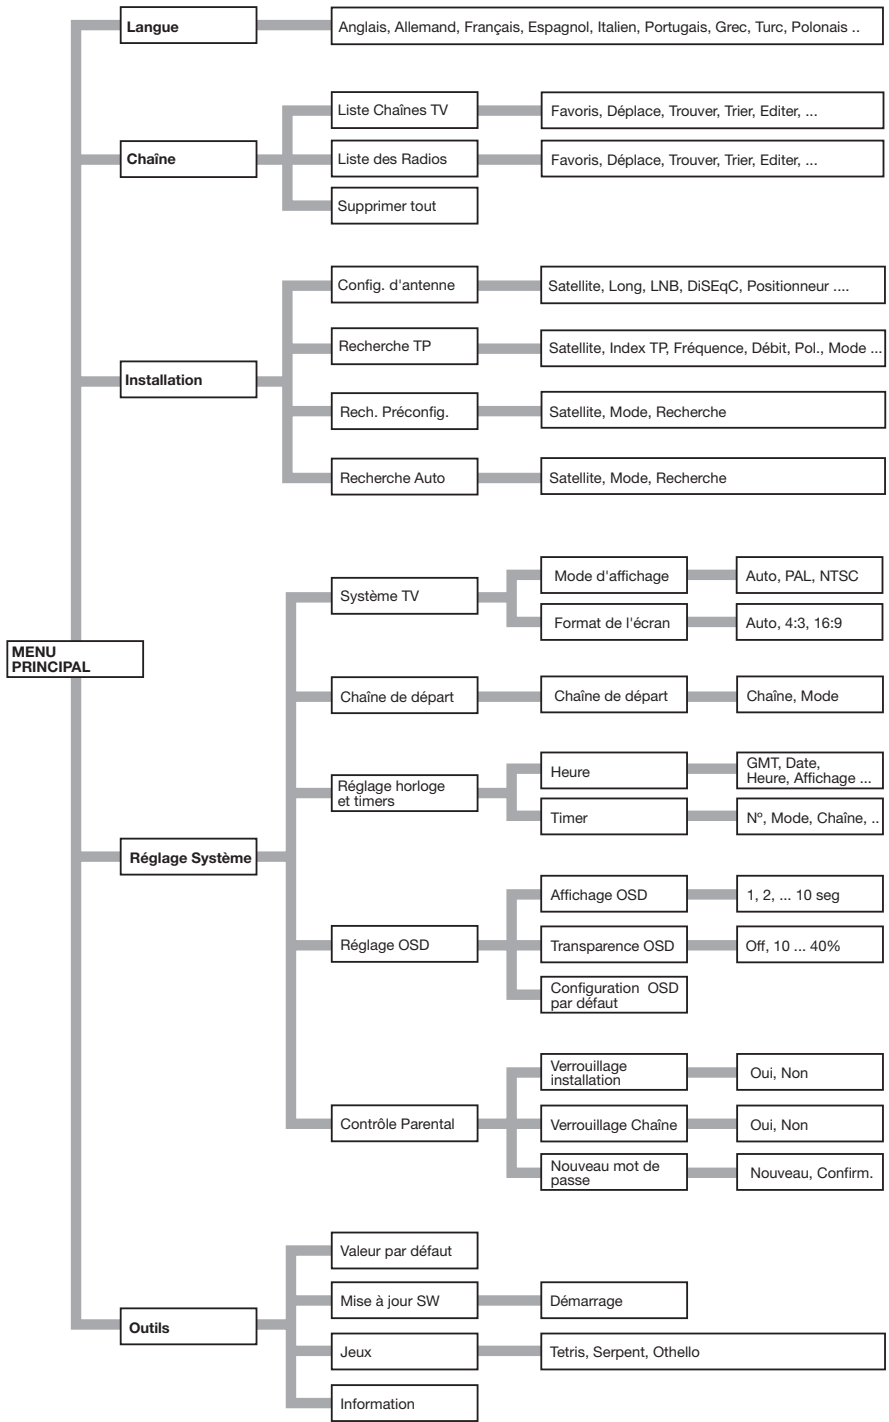 Langue
Anglais, Allemand, Français, Espagnol, Italien, Portugais, Grec, Turc, Polonais ..
Chaîne
Liste Chaînes TV
Favoris, Déplace, Trouver, Trier, Editer, ...
Liste des Radios
Favoris, Déplace, Trouver, Trier, Editer, ...
Supprimer tout
Installation
Config. d'antenne
Satellite, Long, LNB, DiSEqC, Positionneur ....
Recherche TP
Satellite, Index TP, Fréquence, Débit, Pol., Mode ...
Rech. Préconfig.
Satellite, Mode, Recherche
Recherche Auto
Satellite, Mode, Recherche
MENU
PRINCIPAL
Réglage Système
Système TV
Mode d'affichage
Auto, PAL, NTSC
Format de l'écran
Auto, 4:3, 16:9
Chaîne de départ
Chaîne de départ
Chaîne, Mode
Réglage horloge
et timers
Heure
GMT, Date,
Heure, Affichage ...
Timer
Nº, Mode, Chaîne, ..
Réglage OSD
Affichage OSD
1, 2, ... 10 seg
Transparence OSD
Off, 10 ... 40%
Configuration OSD
par défaut
Contrôle Parental
Verrouillage
installation
Oui, Non
Verrouillage Chaîne
Oui, Non
Nouveau mot de
passe
Nouveau, Confirm.
Outils
Valeur par défaut
Mise à jour SW
Démarrage
Jeux
Tetris, Serpent, Othello
Information